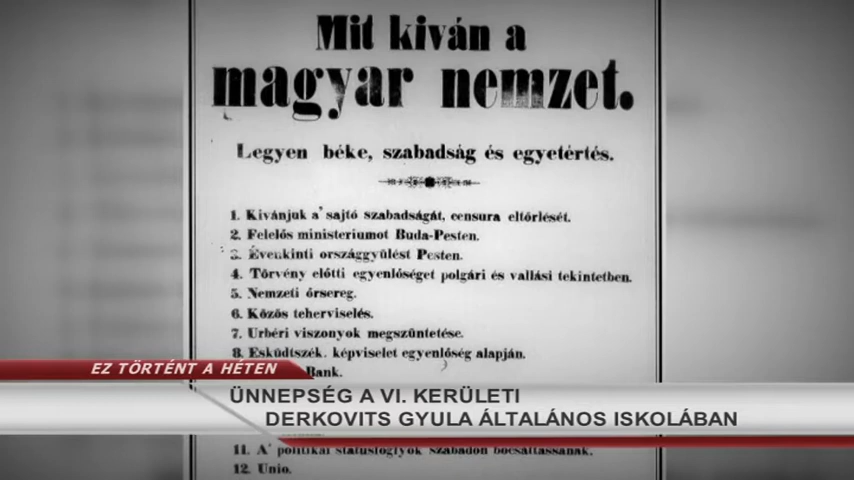 Mit kiván a
magyar nemzet.
Legyen béke, szabadság és egyetértés.
1. Kivánjuk a' sajtó szabadságát, censura eltörlését.
2. Felelős ministeriumot Buda-Pesten.
3. Évenkinti országgyülést Pesten.
4. Törvény előtti egyenlőséget polgári és vallási tekintetben.
5. Nemzeti őrsereg.
6. Közös teherviselés.
7. Urbéri viszonyok megszüntetése.
8. Esküdtszék. képviselet egyenlőség alapján.
Bank.
EZ TÖRTÉNT A HÉTEN
ÜNNEPSÉG A VI. KERÜLETI
DERKOVITS GYULA ÁLTALÁNOS ISKOLÁBAN
11. A' politikai statusfoglyok szabadon bocsáttassanak.
12. Unio.